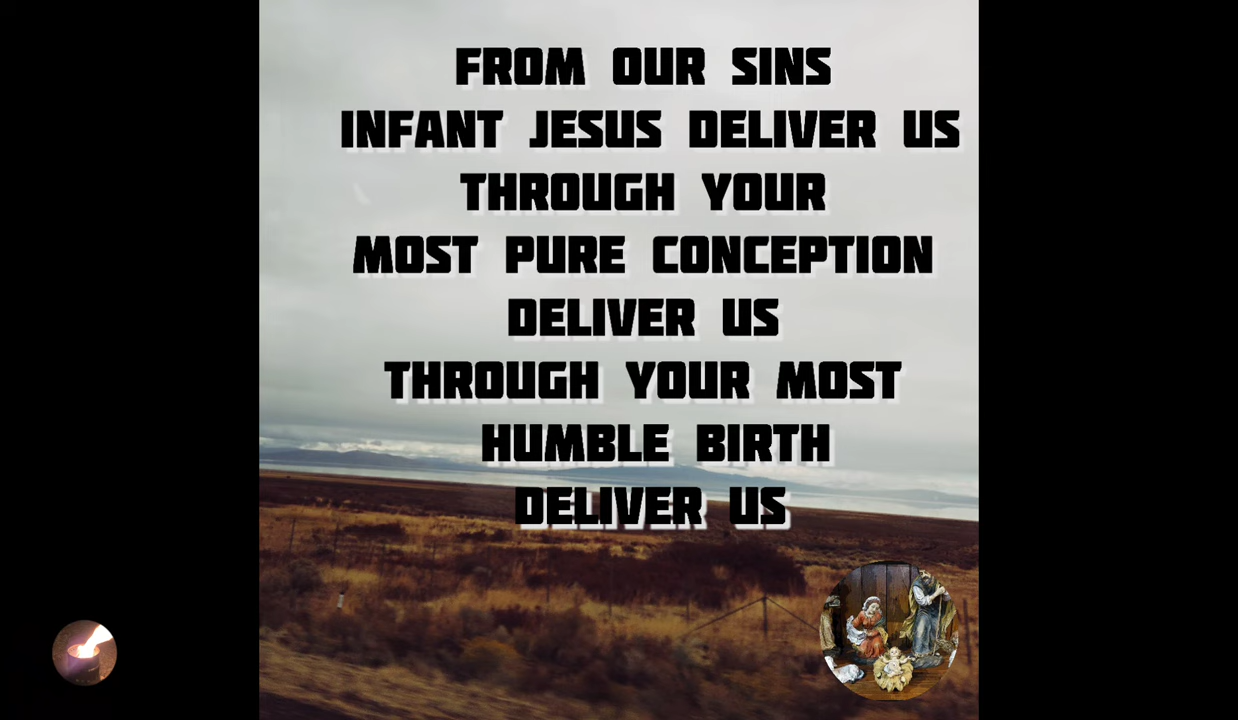 FROM OUR SINS
INFANT JESUS DELIVER US
THROUGH YOUR
MOST PURE CONCEPTION
DELIVER US
THROUGH YOUR MOST
HUMBLE BIRTH
DELIVER US